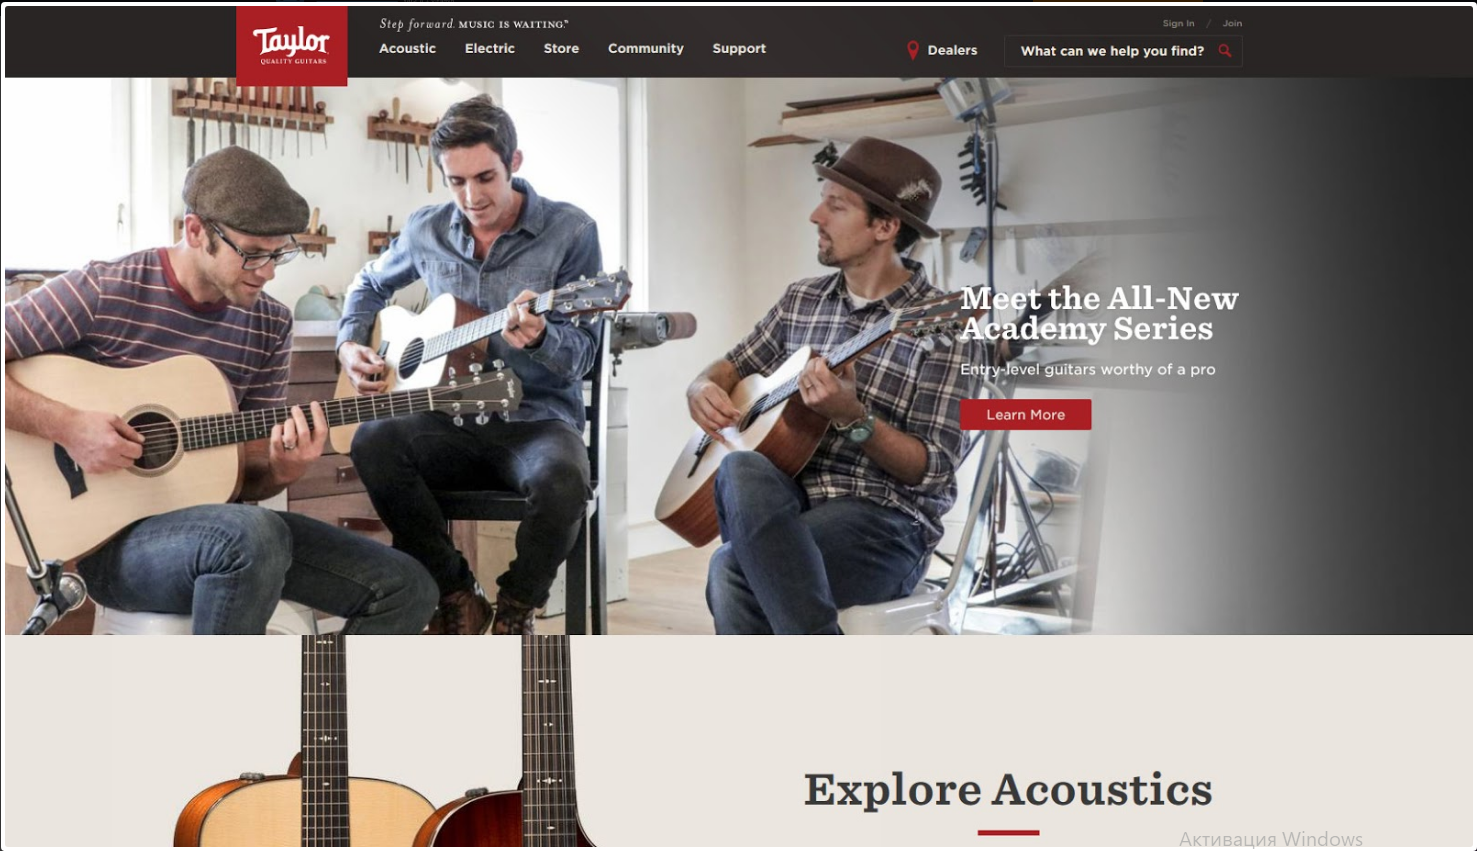 Taylor
QUALITY GUITARS
Step forward. MUSIC IS WAITING.™
Sign In / Join
Acoustic Electric Store Community Support
Dealers
What can we help you find?
Meet the All-New
Academy Series
Entry-level guitars worthy of a pro
Learn More
Explore Acoustics
Активация Windows